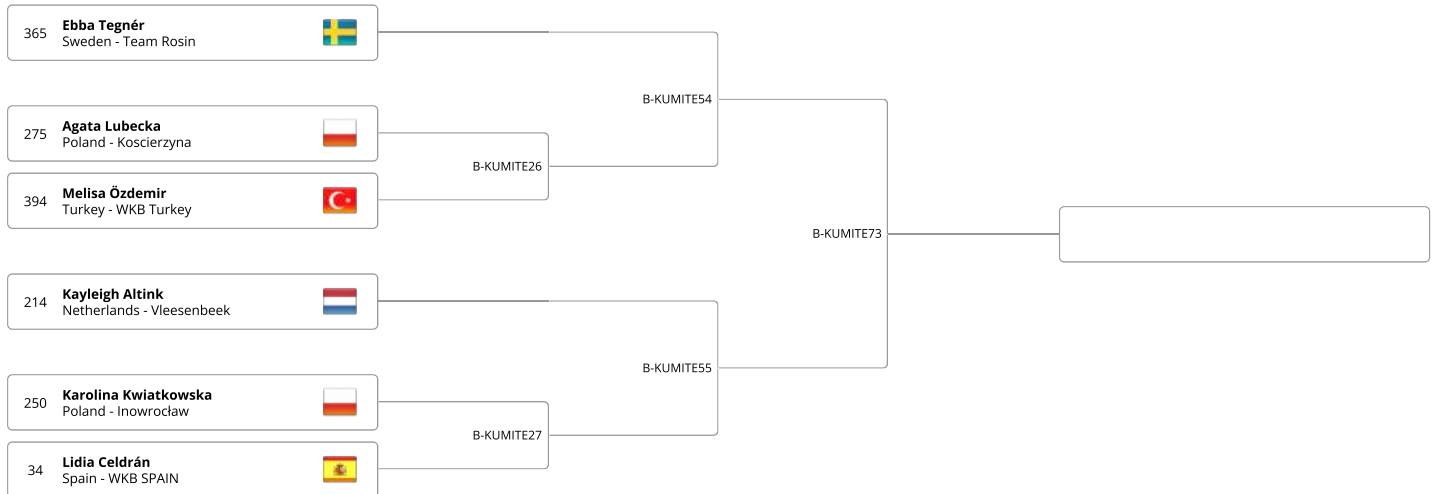 365
Ebba Tegnér
Sweden - Team Rosin
B-KUMITE54
275
Agata Lubecka
Poland - Koscierzyna
B-KUMITE26
394
Melisa Özdemir
Turkey - WKB Turkey
B-KUMITE73
214
Kayleigh Altink
Netherlands - Vleesenbeek
B-KUMITE55
250
Karolina Kwiatkowska
Poland - Inowrocław
B-KUMITE27
34
Lidia Celdrán
Spain - WKB SPAIN